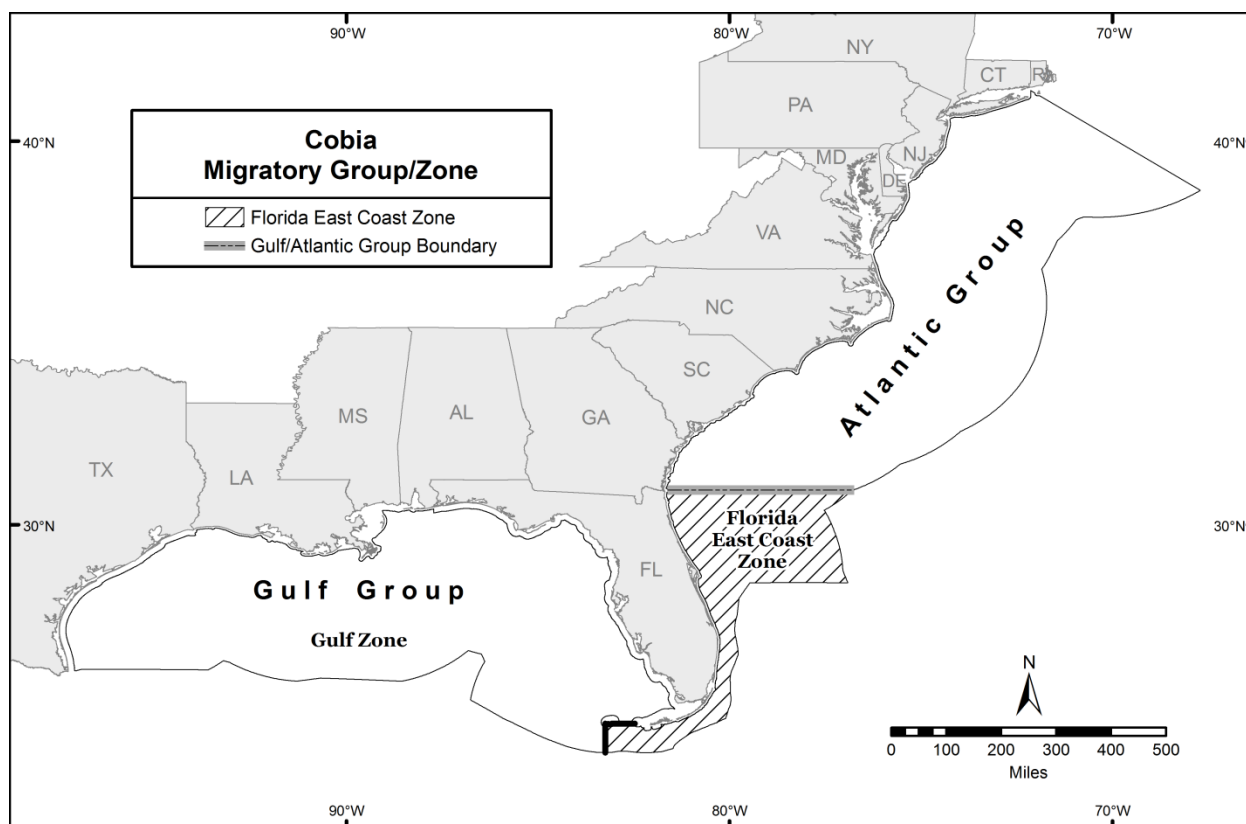 90°W
80°W
70°W
NY
CT
RI
PA
40°N
40°N
Cobia
Migratory Group/Zone
Florida East Coast Zone
Gulf/Atlantic Group Boundary
MD
NJ
DE
VA
NC
Atlantic Group
SC
MS
AL
GA
TX
LA
30°N
30°N
Florida
East Coast
Zone
FL
Gulf Group
Gulf Zone
N
0 100 200 300 400 500
Miles
90°W
80°W
70°W